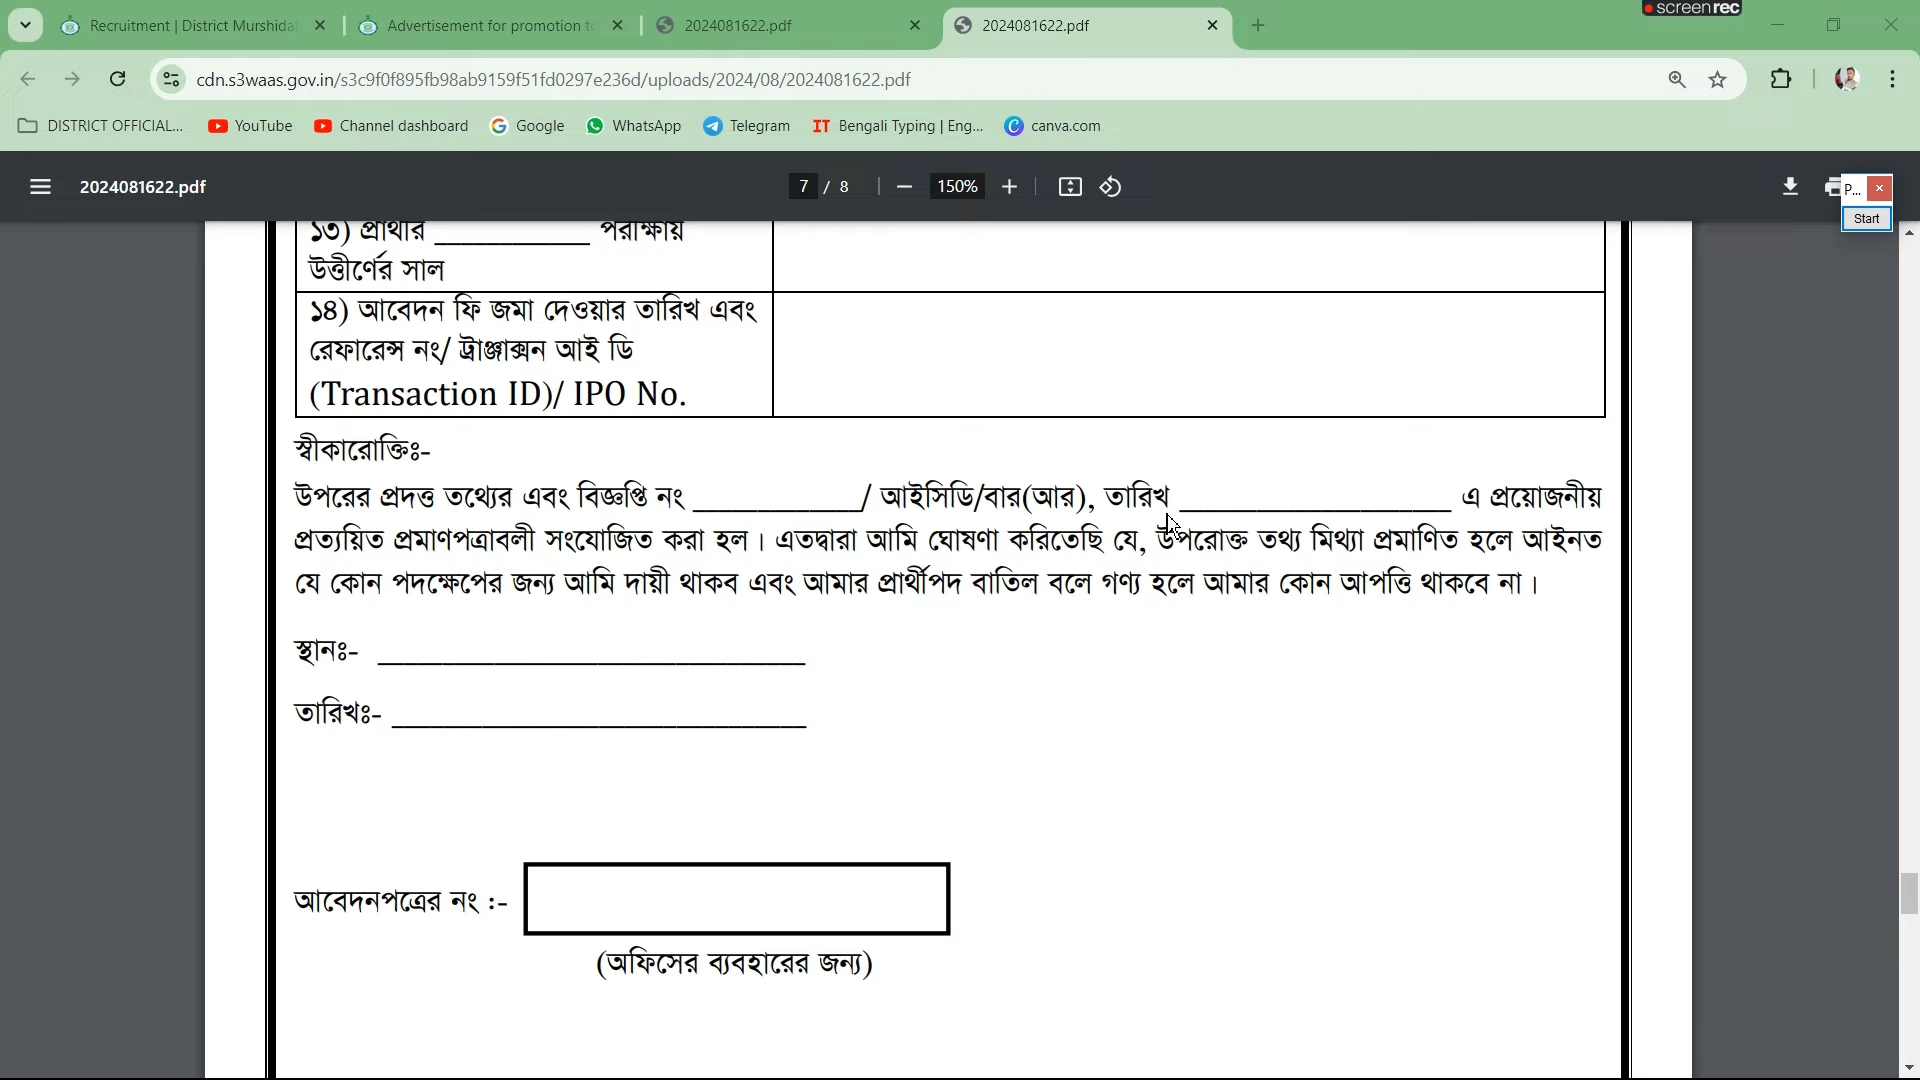 screenrec
Recruitment | District Murshida
Advertisement for promotion to
2024081622.pdf
2024081622.pdf
cdn.s3waas.gov.in/s3c9f0f895fb98ab9159f51fd0297e236d/uploads/2024/08/2024081622.pdf
DISTRICT OFFICIAL...
YouTube
Channel dashboard
Google
WhatsApp
Telegram
IT Bengali Typing | Eng...
canva.com
2024081622.pdf
7 / 8
150%
P...
Start
১৩) প্রার্থীর ____________ পরীক্ষায়
উত্তীর্ণের সাল
১৪) আবেদন ফি জমা দেওয়ার তারিখ এবং
রেফারেন্স নং/ ট্রাঞ্জাক্সন আই ডি
(Transaction ID)/ IPO No.
স্বীকারোক্তিঃ-
উপরের প্রদত্ত তথ্যের এবং বিজ্ঞপ্তি নং ____________/ আইসিডি/বার(আর), তারিখ ____________________ এ প্রয়োজনীয়
প্রত্যয়িত প্রমাণপত্রাবলী সংযোজিত করা হল। এতদ্বারা আমি ঘোষণা করিতেছি যে, উপরোক্ত তথ্য মিথ্যা প্রমাণিত হলে আইনত
যে কোন পদক্ষেপের জন্য আমি দায়ী থাকব এবং আমার প্রার্থীপদ বাতিল বলে গণ্য হলে আমার কোন আপত্তি থাকবে না।
স্থানঃ- ______________________________
তারিখঃ- _____________________________
আবেদনপত্রের নং :-
(অফিসের ব্যবহারের জন্য)